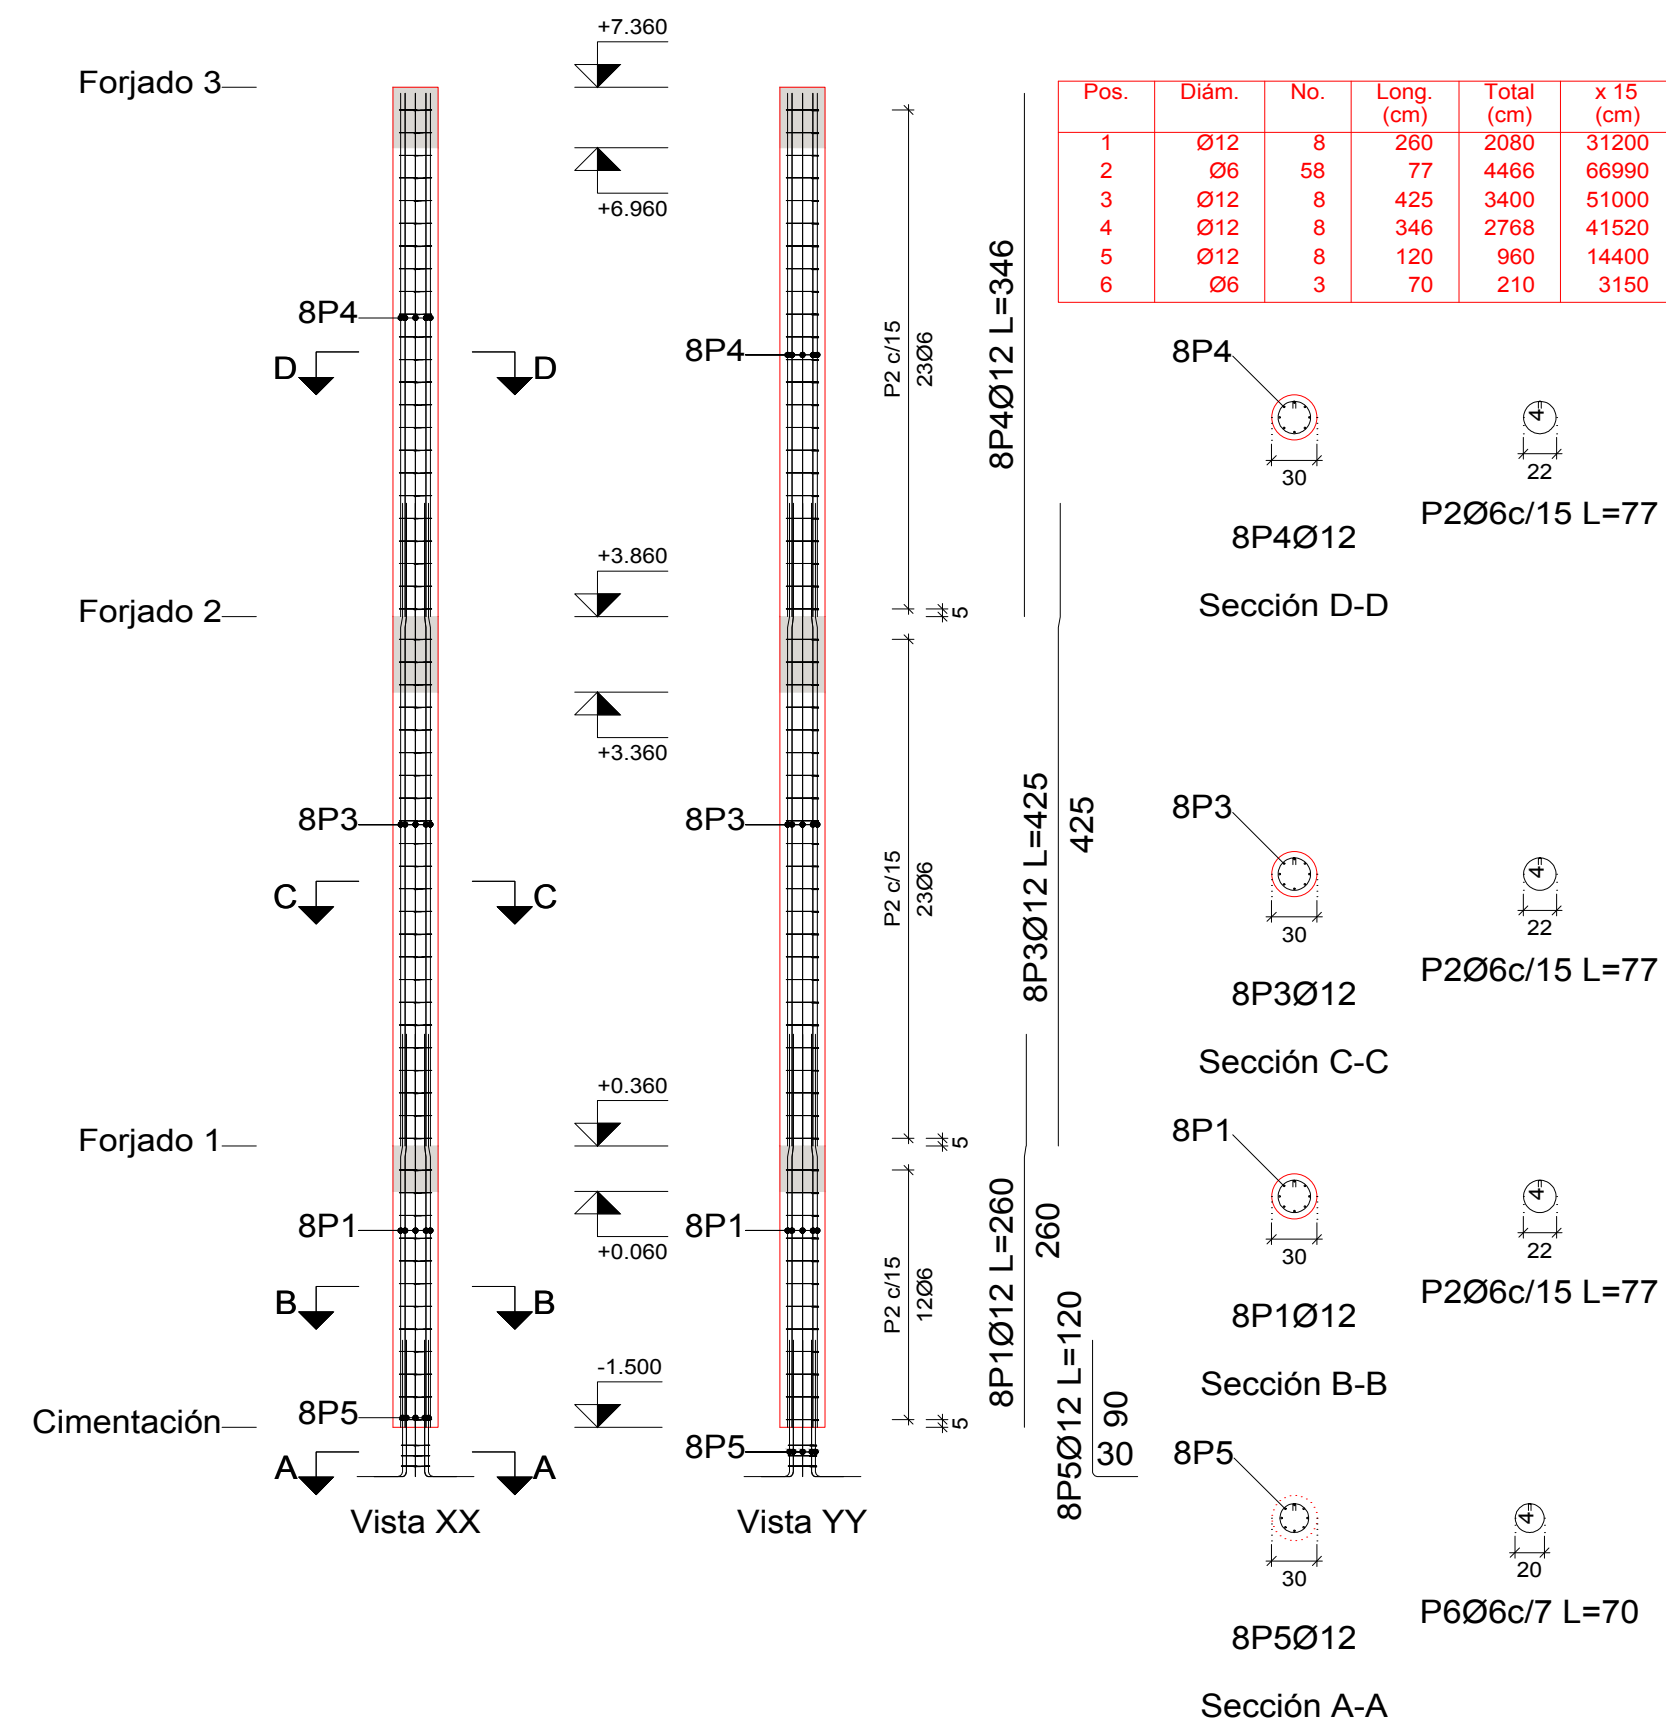 +7.360
Forjado 3
+6.960
8P4
D D
+3.860
Forjado 2
+3.360
8P3
C C
+0.360
Forjado 1
+0.060
8P1
B B
-1.500
Cimentación
8P5
A A
Vista XX
8P4
8P3
8P1
8P5
Vista YY
P2 c/15
23Ø6
5
P2 c/15
23Ø6
5
P2 c/15
12Ø6
5
8P4Ø12 L=346
8P3Ø12 L=425
425
8P1Ø12 L=260
260
8P5Ø12 L=120
90
30
Pos. Diám. No. Long. (cm) Total (cm) x 15 (cm)
1 Ø12 8 260 2080 31200
2 Ø6 58 77 4466 66990
3 Ø12 8 425 3400 51000
4 Ø12 8 346 2768 41520
5 Ø12 8 120 960 14400
6 Ø6 3 70 210 3150
8P4
30
8P4Ø12
4
22
P2Ø6c/15 L=77
Sección D-D
8P3
30
8P3Ø12
4
22
P2Ø6c/15 L=77
Sección C-C
8P1
30
8P1Ø12
4
22
P2Ø6c/15 L=77
Sección B-B
8P5
30
8P5Ø12
4
20
P6Ø6c/7 L=70
Sección A-A